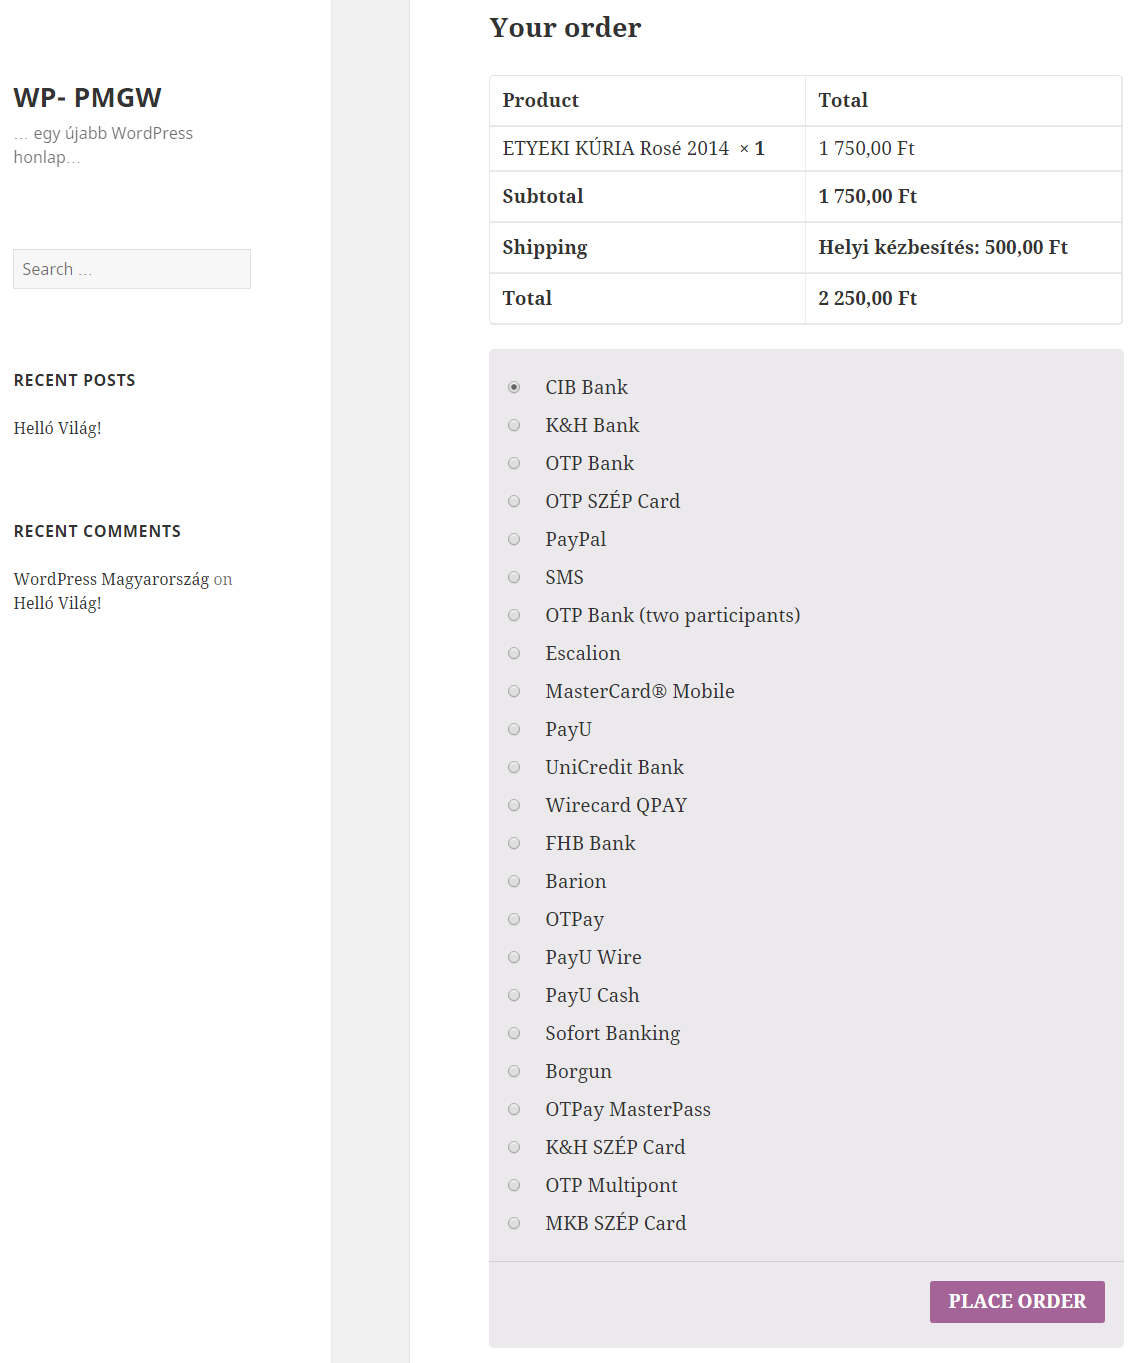 WP- PMGW
... egy újabb WordPress
honlap...
Search ...
RECENT POSTS
Helló Világ!
RECENT COMMENTS
WordPress Magyarország on
Helló Világ!
Your order
Product Total
ETYEKI KÚRIA Rosé 2014 × 1 1 750,00 Ft
Subtotal 1 750,00 Ft
Shipping Helyi kézbesítés: 500,00 Ft
Total 2 250,00 Ft
CIB Bank
K&H Bank
OTP Bank
OTP SZÉP Card
PayPal
SMS
OTP Bank (two participants)
Escalion
MasterCard® Mobile
PayU
UniCredit Bank
Wirecard QPAY
FHB Bank
Barion
OTPay
PayU Wire
PayU Cash
Sofort Banking
Borgun
OTPay MasterPass
K&H SZÉP Card
OTP Multipont
MKB SZÉP Card
PLACE ORDER